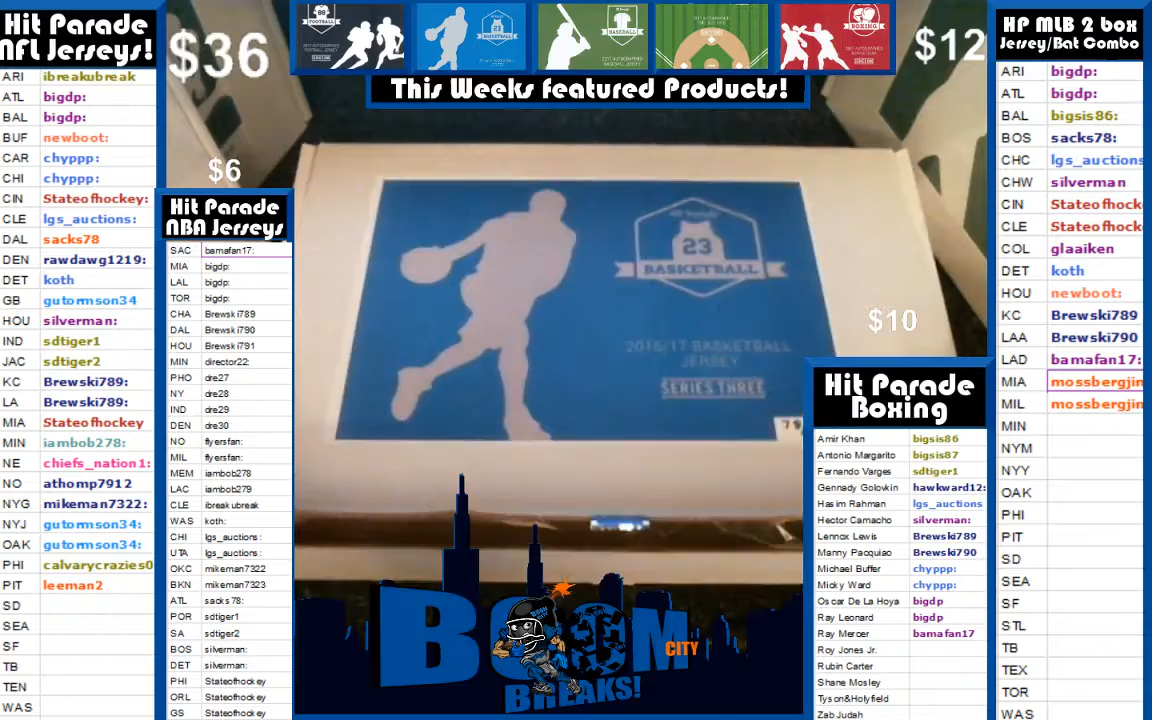 Hit Parade
NFL Jerseys!
ARI ibreakubreak
ATL bigdp:
BAL bigdp:
BUF newboot:
CAR chyppp:
CHI chyppp:
CIN Stateofhockey:
CLE lgs_auctions:
DAL sacks78
DEN rawdawg1219:
DET koth
GB gutormson34
HOU silverman:
IND sdtiger1
JAC sdtiger2
KC Brewski789:
LA Brewski789:
MIA Stateofhockey
MIN iambob278:
NE chiefs_nation1:
NO athomp7912
NYG mikeman7322:
NYJ gutormson34:
OAK gutormson34:
PHI calvarycrazies0
PIT leeman2
SD
SEA
SF
TB
TEN
WAS
$36
$6
Hit Parade
NBA Jerseys
SAC bamafan17:
MIA bigdp:
LAL bigdp:
TOR bigdp:
CHA Brewski789
DAL Brewski790
HOU Brewski791
MIN director22:
PHO dre27
NY dre28
IND dre29
DEN dre30
NO flyersfan:
MIL flyersfan:
MEM iambob278
LAC iambob279
CLE ibreakubreak
WAS koth:
CHI lgs_auctions:
UTA lgs_auctions:
OKC mikeman7322
BKN mikeman7323
ATL sacks78:
POR sdtiger1
SA sdtiger2
BOS silverman:
DET silverman:
PHI Stateofhockey
ORL Stateofhockey
GS Stateofhockey
FOOTBALL
23
BASKETBALL
BASEBALL
BOXING
This Weeks featured Products!
Hit Parade
23
BASKETBALL
2016/17 BASKETBALL
JERSEY
SERIES THREE
BOOM
CITY
BREAKS!
$12
$10
Hit Parade
Boxing
Amir Khan bigsis86
Antonio Margarito bigsis87
Fernando Varges sdtiger1
Gennady Golovkin hawkward12:
Hasim Rahman lgs_auctions
Hector Camacho silverman:
Lennox Lewis Brewski789
Manny Pacquiao Brewski790
Michael Buffer chyppp:
Micky Ward chyppp:
Oscar De La Hoya bigdp
Ray Leonard bigdp
Ray Mercer bamafan17
Roy Jones Jr.
Rubin Carter
Shane Mosley
Tyson&Holyfield
Zab Judah
HP MLB 2 box
Jersey/Bat Combo
ARI bigdp:
ATL bigdp:
BAL bigsis86:
BOS sacks78:
CHC lgs_auctions
CHW silverman
CIN Stateofhock
CLE Stateofhock
COL glaaiken
DET koth
HOU newboot:
KC Brewski789
LAA Brewski790
LAD bamafan17:
MIA mossbergjin
MIL mossbergjin
MIN
NYM
NYY
OAK
PHI
PIT
SD
SEA
SF
STL
TB
TEX
TOR
WAS